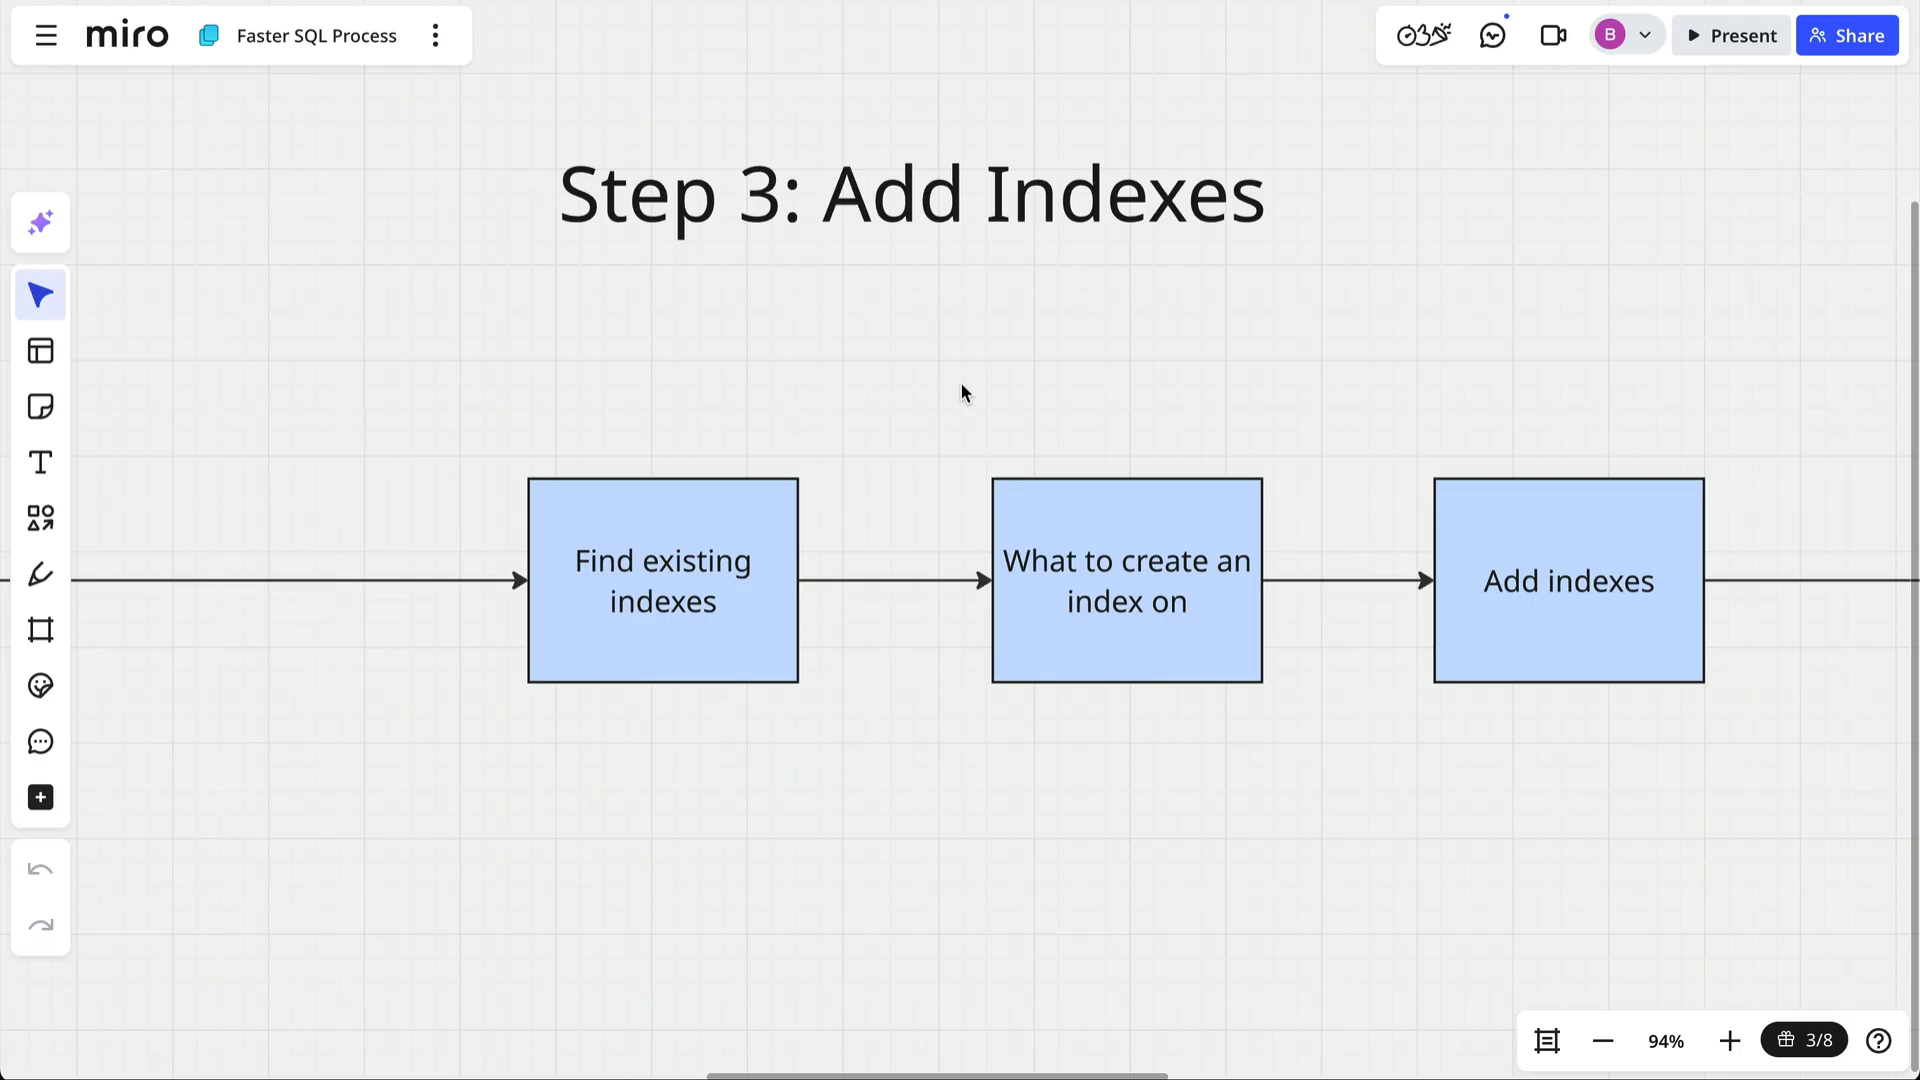 miro
Faster SQL Process
B
Present
Share
Step 3: Add Indexes
Find existing
indexes
What to create an
index on
Add indexes
94%
3/8